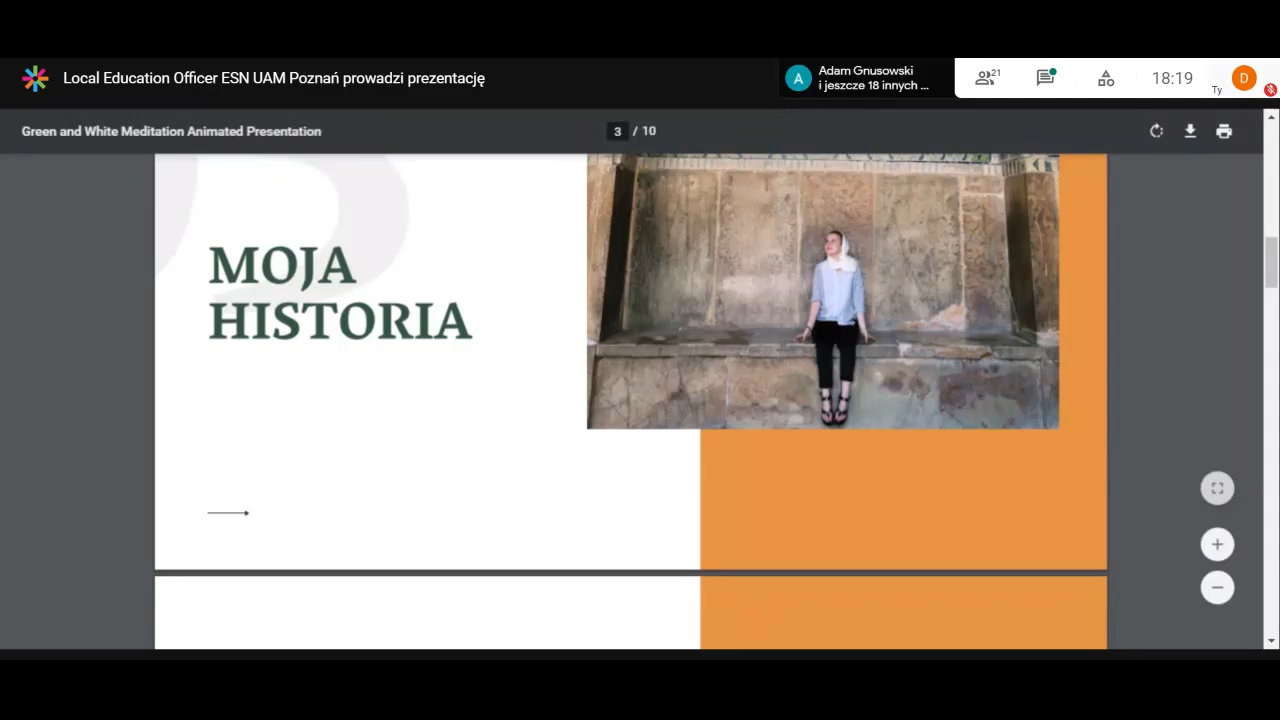 Local Education Officer ESN UAM Poznań prowadzi prezentację
A
Adam Gnusowski
i jeszcze 18 innych ...
21
18:19
Ty
D
Green and White Meditation Animated Presentation
3 / 10
MOJA
HISTORIA